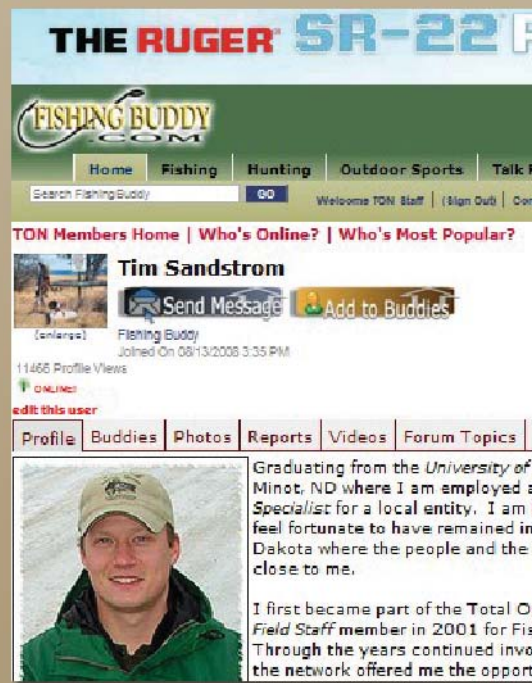 THE RUGER® SR-22
FISHING BUDDY
.COM
Home Fishing Hunting Outdoor Sports Talk
Search FishingBuddy GO Welcome TON Staff | (Sign Out) |
TON Members Home | Who's Online? | Who's Most Popular?
Tim Sandstrom
Send Message Add to Buddies
(enlarge) Fishing Buddy
Joined On 08/13/2008 3:35 PM
11466 Profile Views
ONLINE!
edit this user
Profile Buddies Photos Reports Videos Forum Topics
Graduating from the University of
Minot, ND where I am employed a
Specialist for a local entity. I am
feel fortunate to have remained in
Dakota where the people and the
close to me.
I first became part of the Total O
Field Staff member in 2001 for Fis
Through the years continued invo
the network offered me the opport